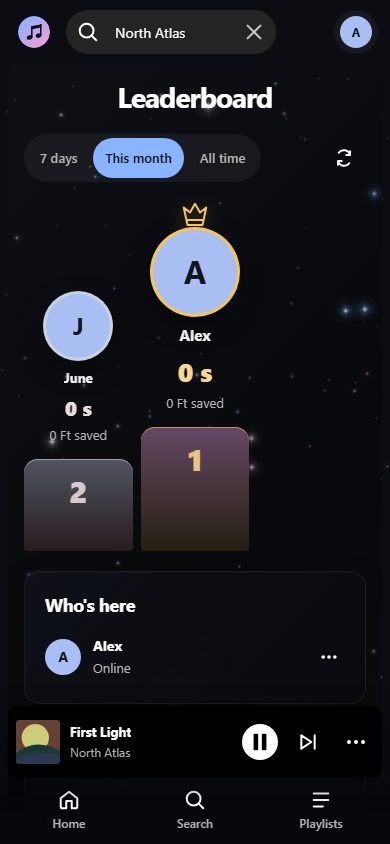 North Atlas
A
Leaderboard
7 days
This month
All time
A
Alex
0 s
0 Ft saved
J
June
0 s
0 Ft saved
1
2
Who's here
A
Alex
Online
First Light
North Atlas
Home
Search
Playlists